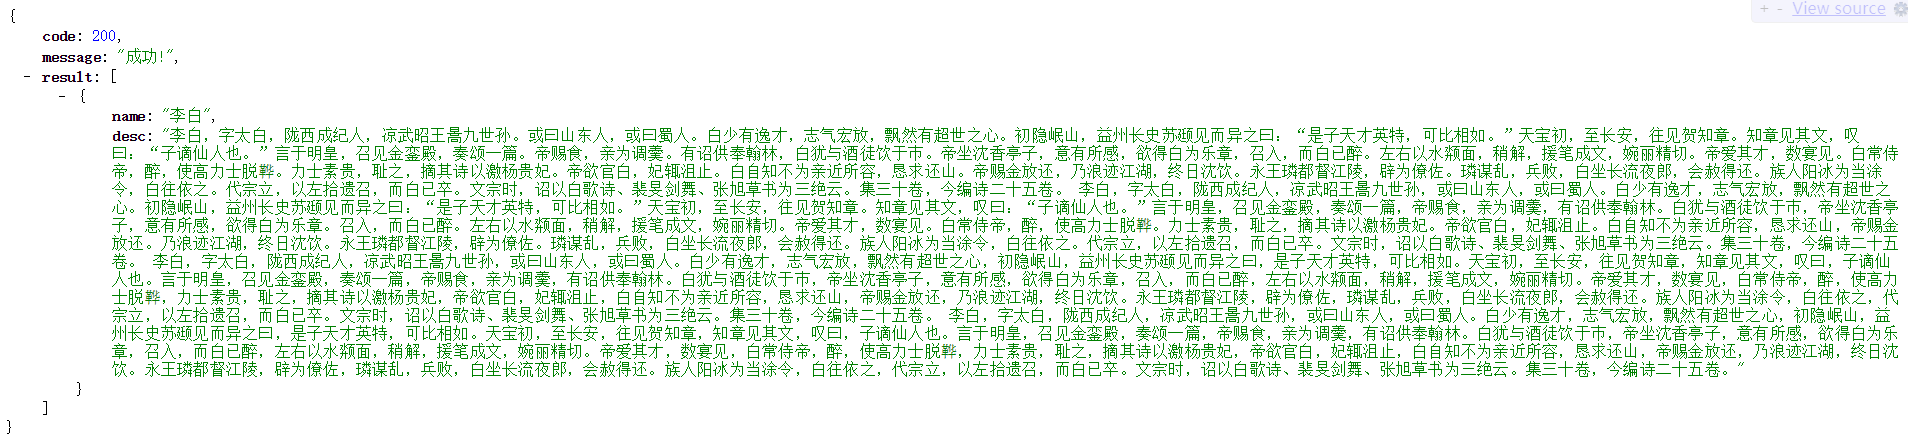 + - View source
{
code: 200,
message: "成功!",
- result: [
- {
name: "李白",
desc: "李白，字太白，陇西成纪人，凉武昭王暠九世孙。或曰山东人，或曰蜀人。白少有逸才，志气宏放，飘然有超世之心。初隐岷山，益州长史苏颋见而异之曰：“是子天才英特，可比相如。”天宝初，至长安，往见贺知章。知章见其文，叹
曰：“子谪仙人也。”言于明皇，召见金銮殿，奏颂一篇。帝赐食，亲为调羹。有诏供奉翰林，白犹与酒徒饮于市。帝坐沈香亭子，意有所感，欲得白为乐章，召入，而白已醉。左右以水颒面，稍解，援笔成文，婉丽精切。帝爱其才，数宴见。白常侍
帝，醉，使高力士脱鞾。力士素贵，耻之，摘其诗以激杨贵妃。帝欲官白，妃辄沮止。白自知不为亲近所容，恳求还山。帝赐金放还。乃浪迹江湖，终日沈饮。永王璘都督江陵，辟为僚佐。璘谋乱，兵败，白坐长流夜郎，会赦得还。族人阳冰为当涂
令，白往依之。代宗立，以左拾遗召，而白已卒。文宗时，诏以白歌诗、裴旻剑舞、张旭草书为三绝云。集三十卷，今编诗二十五卷。 李白，字太白，陇西成纪人，凉武昭王暠九世孙，或曰山东人，或曰蜀人。白少有逸才，志气宏放，飘然有超世之
心。初隐岷山，益州长史苏颋见而异之曰：“是子天才英特，可比相如。”天宝初，至长安，往见贺知章。知章见其文，叹曰：“子谪仙人也。”言于明皇，召见金銮殿，奏颂一篇，帝赐食，亲为调羹，有诏供奉翰林。白犹与酒徒饮于市，帝坐沈香亭
子，意有所感，欲得白为乐章。召入，而白已醉。左右以水颒面，稍解，援笔成文，婉丽精切。帝爱其才，数宴见。白常侍帝，醉，使高力士脱鞾。力士素贵，耻之，摘其诗以激杨贵妃，帝欲官白，妃辄沮止。白自知不为亲近所容，恳求还山，帝赐金
放还。乃浪迹江湖，终日沈饮。永王璘都督江陵，辟为僚佐。璘谋乱，兵败，白坐长流夜郎，会赦得还。族人阳冰为当涂令，白往依之。代宗立，以左拾遗召，而白已卒。文宗时，诏以白歌诗、裴旻剑舞、张旭草书为三绝云。集三十卷，今编诗二十五
卷。 李白，字太白，陇西成纪人，凉武昭王暠九世孙，或曰山东人，或曰蜀人。白少有逸才，志气宏放，飘然有超世之心，初隐岷山，益州长史苏颋见而异之曰，是子天才英特，可比相如。天宝初，至长安，往见贺知章，知章见其文，叹曰，子谪仙
人也。言于明皇，召见金銮殿，奏颂一篇，帝赐食，亲为调羹，有诏供奉翰林。白犹与酒徒饮于市，帝坐沈香亭子，意有所感，欲得白为乐章，召入，而白已醉，左右以水颒面，稍解，援笔成文，婉丽精切。帝爱其才，数宴见，白常侍帝，醉，使高力
士脱鞾，力士素贵，耻之，摘其诗以激杨贵妃，帝欲官白，妃辄沮止，白自知不为亲近所容，恳求还山，帝赐金放还，乃浪迹江湖，终日沈饮。永王璘都督江陵，辟为僚佐，璘谋乱，兵败，白坐长流夜郎，会赦得还。族人阳冰为当涂令，白往依之，代
宗立，以左拾遗召，而白已卒。文宗时，诏以白歌诗、裴旻剑舞、张旭草书为三绝云。集三十卷，今编诗二十五卷。 李白，字太白，陇西成纪人，凉武昭王暠九世孙，或曰山东人，或曰蜀人。白少有逸才，志气宏放，飘然有超世之心，初隐岷山，益
州长史苏颋见而异之曰，是子天才英特，可比相如。天宝初，至长安，往见贺知章，知章见其文，叹曰，子谪仙人也。言于明皇，召见金銮殿，奏颂一篇，帝赐食，亲为调羹，有诏供奉翰林。白犹与酒徒饮于市，帝坐沈香亭子，意有所感，欲得白为乐
章，召入，而白已醉，左右以水颒面，稍解，援笔成文，婉丽精切。帝爱其才，数宴见，白常侍帝，醉，使高力士脱鞾，力士素贵，耻之，摘其诗以激杨贵妃，帝欲官白，妃辄沮止，白自知不为亲近所容，恳求还山，帝赐金放还，乃浪迹江湖，终日沈
饮。永王璘都督江陵，辟为僚佐，璘谋乱，兵败，白坐长流夜郎，会赦得还。族人阳冰为当涂令，白往依之，代宗立，以左拾遗召，而白已卒。文宗时，诏以白歌诗、裴旻剑舞、张旭草书为三绝云。集三十卷，今编诗二十五卷。"
}
]
}